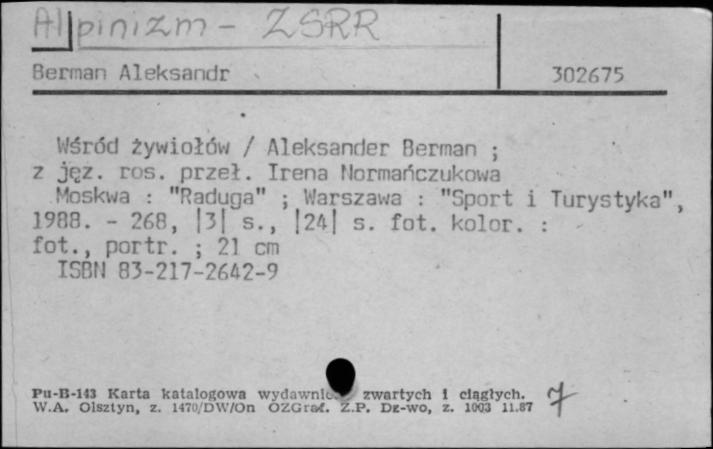 Alpinizm - ZSRR
Berman Aleksandr 302675
Wśród żywiołów / Aleksander Berman ;
z jęz. ros. przeł. Irena Normańczukowa
Moskwa : "Raduga" ; Warszawa : "Sport i Turystyka",
1988. - 268, |3| s., |24| s. fot. kolor. :
fot., portr. ; 21 cm
ISBN 83-217-2642-9
Pu-B-143 Karta katalogowa zwartych i ciągłych. 7
W.A. Olsztyn, z. 1470/DW/On OZGraf. Z.P. Dz-wo, z. 1003 11.87